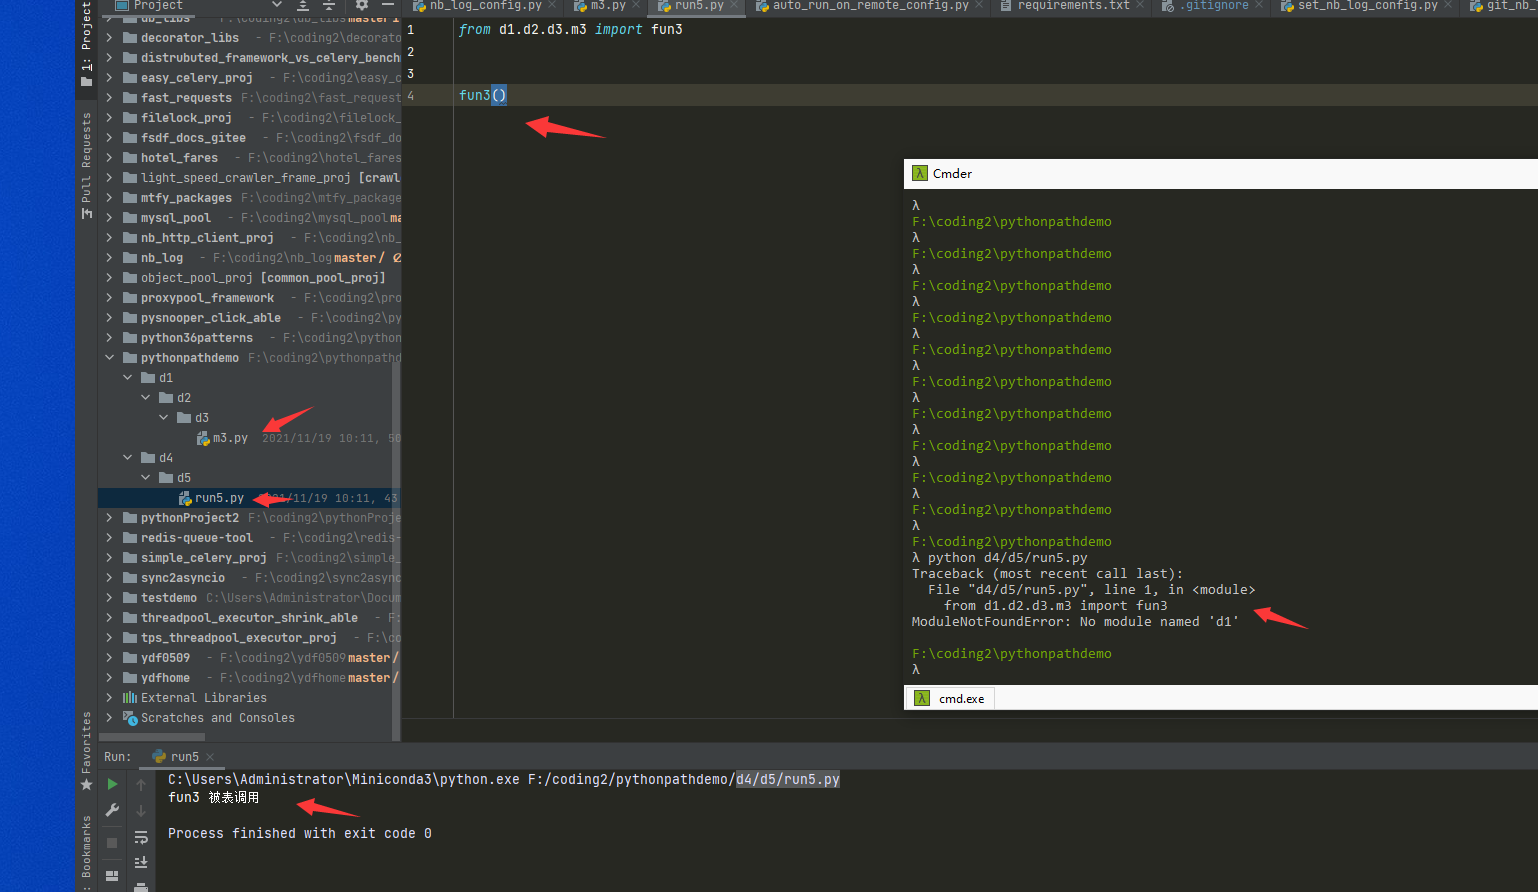 Project
nb_log_config.py
m3.py
run5.py
auto_run_on_remote_config.py
requirements.txt
.gitignore
set_nb_log_config.py
git_nb_l
1: Project
Pull Requests
Favorites
Bookmarks
db_libs - F:\coding2\db_libs master
decorator_libs - F:\coding2\decorato
distrubuted_framework_vs_celery_bench
easy_celery_proj - F:\coding2\easy_c
fast_requests F:\coding2\fast_request
filelock_proj - F:\coding2\filelock_
fsdf_docs_gitee - F:\coding2\fsdf_do
hotel_fares - F:\coding2\hotel_fares
light_speed_crawler_frame_proj [crawl
mtfy_packages F:\coding2\mtfy_package
mysql_pool - F:\coding2\mysql_pool ma
nb_http_client_proj - F:\coding2\nb_
nb_log - F:\coding2\nb_log master /
object_pool_proj [common_pool_proj]
proxypool_framework - F:\coding2\pro
pysnooper_click_able - F:\coding2\py
python36patterns - F:\coding2\python
pythonpathdemo F:\coding2\pythonpathd
d1
d2
d3
m3.py 2021/11/19 10:11, 50
d4
d5
run5.py 2021/11/19 10:11, 43
pythonProject2 F:\coding2\pythonProje
redis-queue-tool - F:\coding2\redis-
simple_celery_proj F:\coding2\simple_
sync2asyncio - F:\coding2\sync2async
testdemo C:\Users\Administrator\Docum
threadpool_executor_shrink_able - F:
tps_threadpool_executor_proj - F:\co
ydf0509 - F:\coding2\ydf0509 master /
ydfhome - F:\coding2\ydfhome master /
External Libraries
Scratches and Consoles
1 from d1.d2.d3.m3 import fun3
2
3
4 fun3()
Cmder
λ
F:\coding2\pythonpathdemo
λ
F:\coding2\pythonpathdemo
λ
F:\coding2\pythonpathdemo
λ
F:\coding2\pythonpathdemo
λ
F:\coding2\pythonpathdemo
λ
F:\coding2\pythonpathdemo
λ
F:\coding2\pythonpathdemo
λ
F:\coding2\pythonpathdemo
λ
F:\coding2\pythonpathdemo
λ
F:\coding2\pythonpathdemo
λ
F:\coding2\pythonpathdemo
λ python d4/d5/run5.py
Traceback (most recent call last):
File "d4/d5/run5.py", line 1, in <module>
from d1.d2.d3.m3 import fun3
ModuleNotFoundError: No module named 'd1'
F:\coding2\pythonpathdemo
λ
cmd.exe
Run: run5
C:\Users\Administrator\Miniconda3\python.exe F:/coding2/pythonpathdemo/d4/d5/run5.py
fun3 被表调用
Process finished with exit code 0